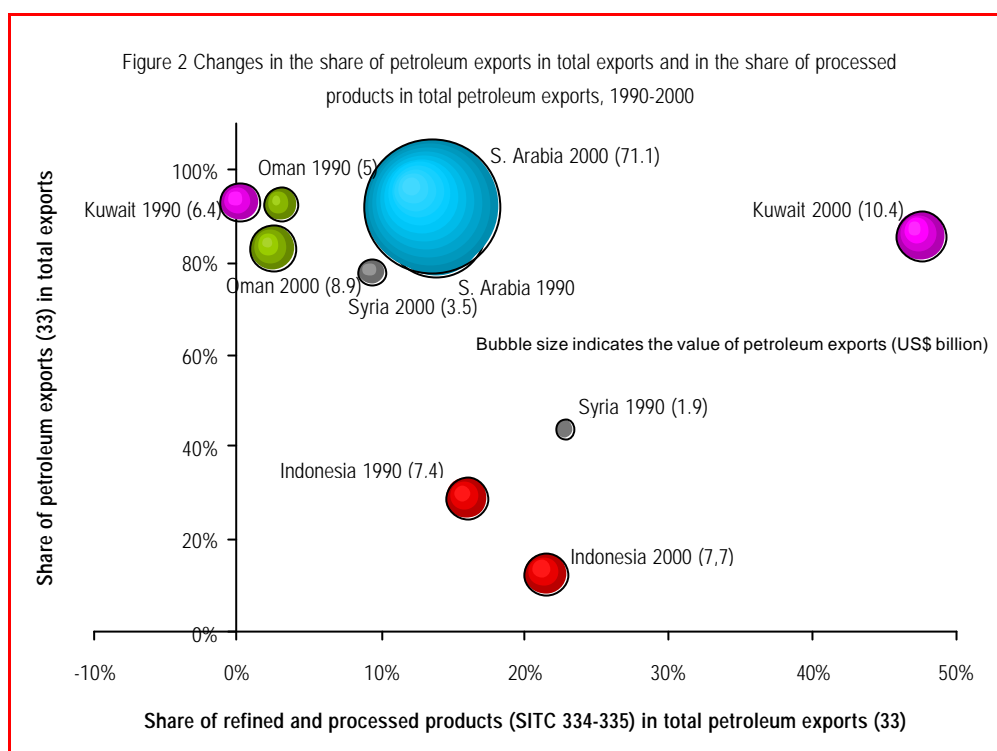 Figure 2 Changes in the share of petroleum exports in total exports and in the share of processed
products in total petroleum exports, 1990-2000
Share of petroleum exports (33) in total exports
100%
80%
60%
40%
20%
0%
Oman 1990 (5)
S. Arabia 2000 (71.1)
Kuwait 1990 (6.4)
Kuwait 2000 (10.4)
Oman 2000 (8.9)
S. Arabia 1990
Syria 2000 (3.5)
Bubble size indicates the value of petroleum exports (US$ billion)
Syria 1990 (1.9)
Indonesia 1990 (7.4)
Indonesia 2000 (7,7)
-10%
0%
10%
20%
30%
40%
50%
Share of refined and processed products (SITC 334-335) in total petroleum exports (33)